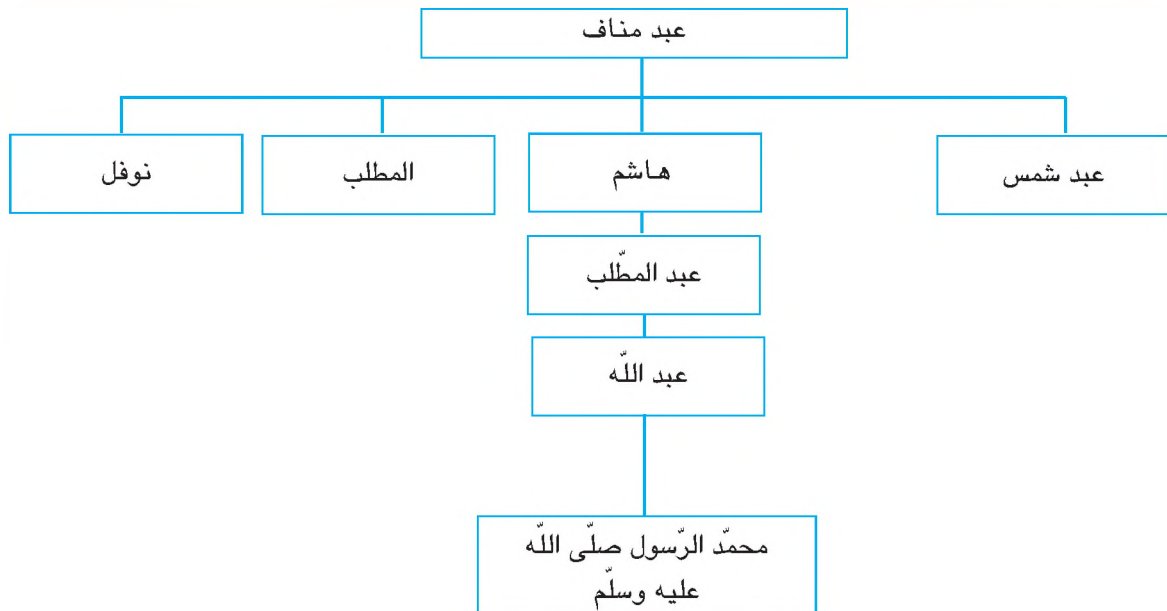 عبد مناف
عبد شمس
هاشم
المطلب
نوفل
عبد المطّلب
عبد اللّه
محمّد الرّسول صلّى اللّه
عليه وسلّم